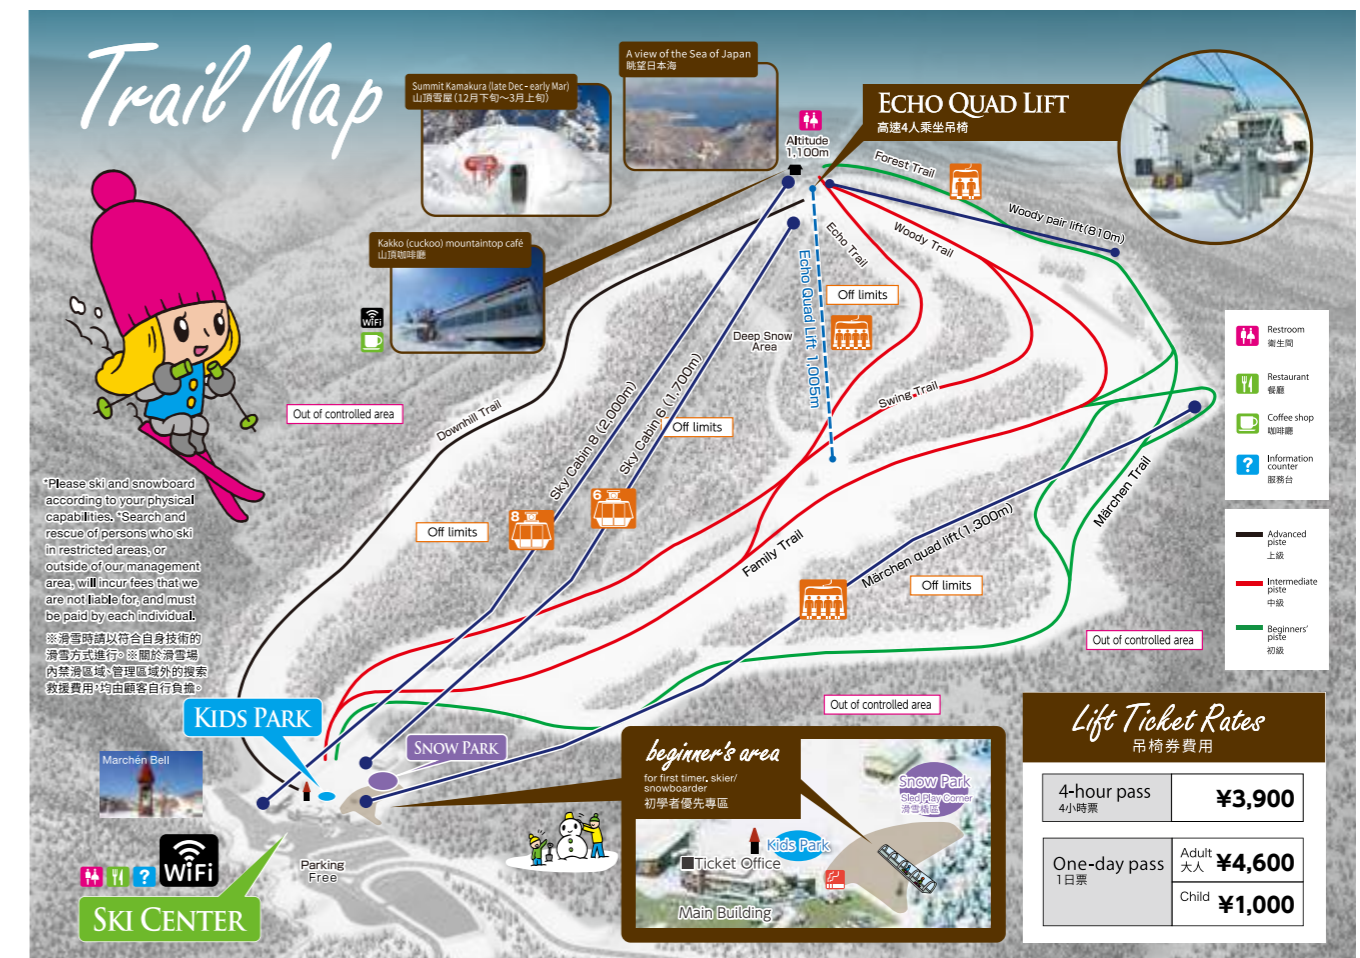 Trail Map
Summit Kamakura (late Dec-early Mar)
山頂雪屋(12月下旬～3月上旬)
A view of the Sea of Japan
眺望日本海
ECHO QUAD LIFT
高速4人乘坐吊椅
Altitude
1,100m
Forest Trail
Woody pair lift(810m)
Woody Trail
Echo Trail
Echo Quad Lift 1,005m
Kakko (cuckoo) mountaintop café
山頂咖啡廳
WiFi
Off limits
Deep Snow
Area
Swing Trail
Out of controlled area
Downhill Trail
Sky Cabin 8 (2,000m)
Sky Cabin 6 (1,700m)
Off limits
Off limits
8
6
Family Trail
Märchen quad lift(1,300m)
Märchen Trail
Off limits
Out of controlled area
Out of controlled area
Restroom
衛生間
Restaurant
餐廳
Coffee shop
咖啡廳
?
Information
counter
服務台
Advanced
piste
上級
Intermediate
piste
中級
Beginners'
piste
初級
*Please ski and snowboard
according to your physical
capabilities. *Search and
rescue of persons who ski
in restricted areas, or
outside of our management
area, will incur fees that we
are not liable for, and must
be paid by each individual.
※滑雪時請以符合自身技術的
滑雪方式進行。※關於滑雪場
內禁滑區域、管理區域外的搜索
救援費用，均由顧客自行負擔。
KIDS PARK
SNOW PARK
Marchén Bell
?
WiFi
SKI CENTER
Parking
Free
beginner's area
for first timer, skier/
snowboarder
初學者優先專區
Snow Park
Sled Play Corner
滑雪橇區
Kids Park
Ticket Office
Main Building
Lift Ticket Rates
吊椅券費用
4-hour pass
4小時票
¥3,900
One-day pass
1日票
Adult
大人
¥4,600
Child
¥1,000